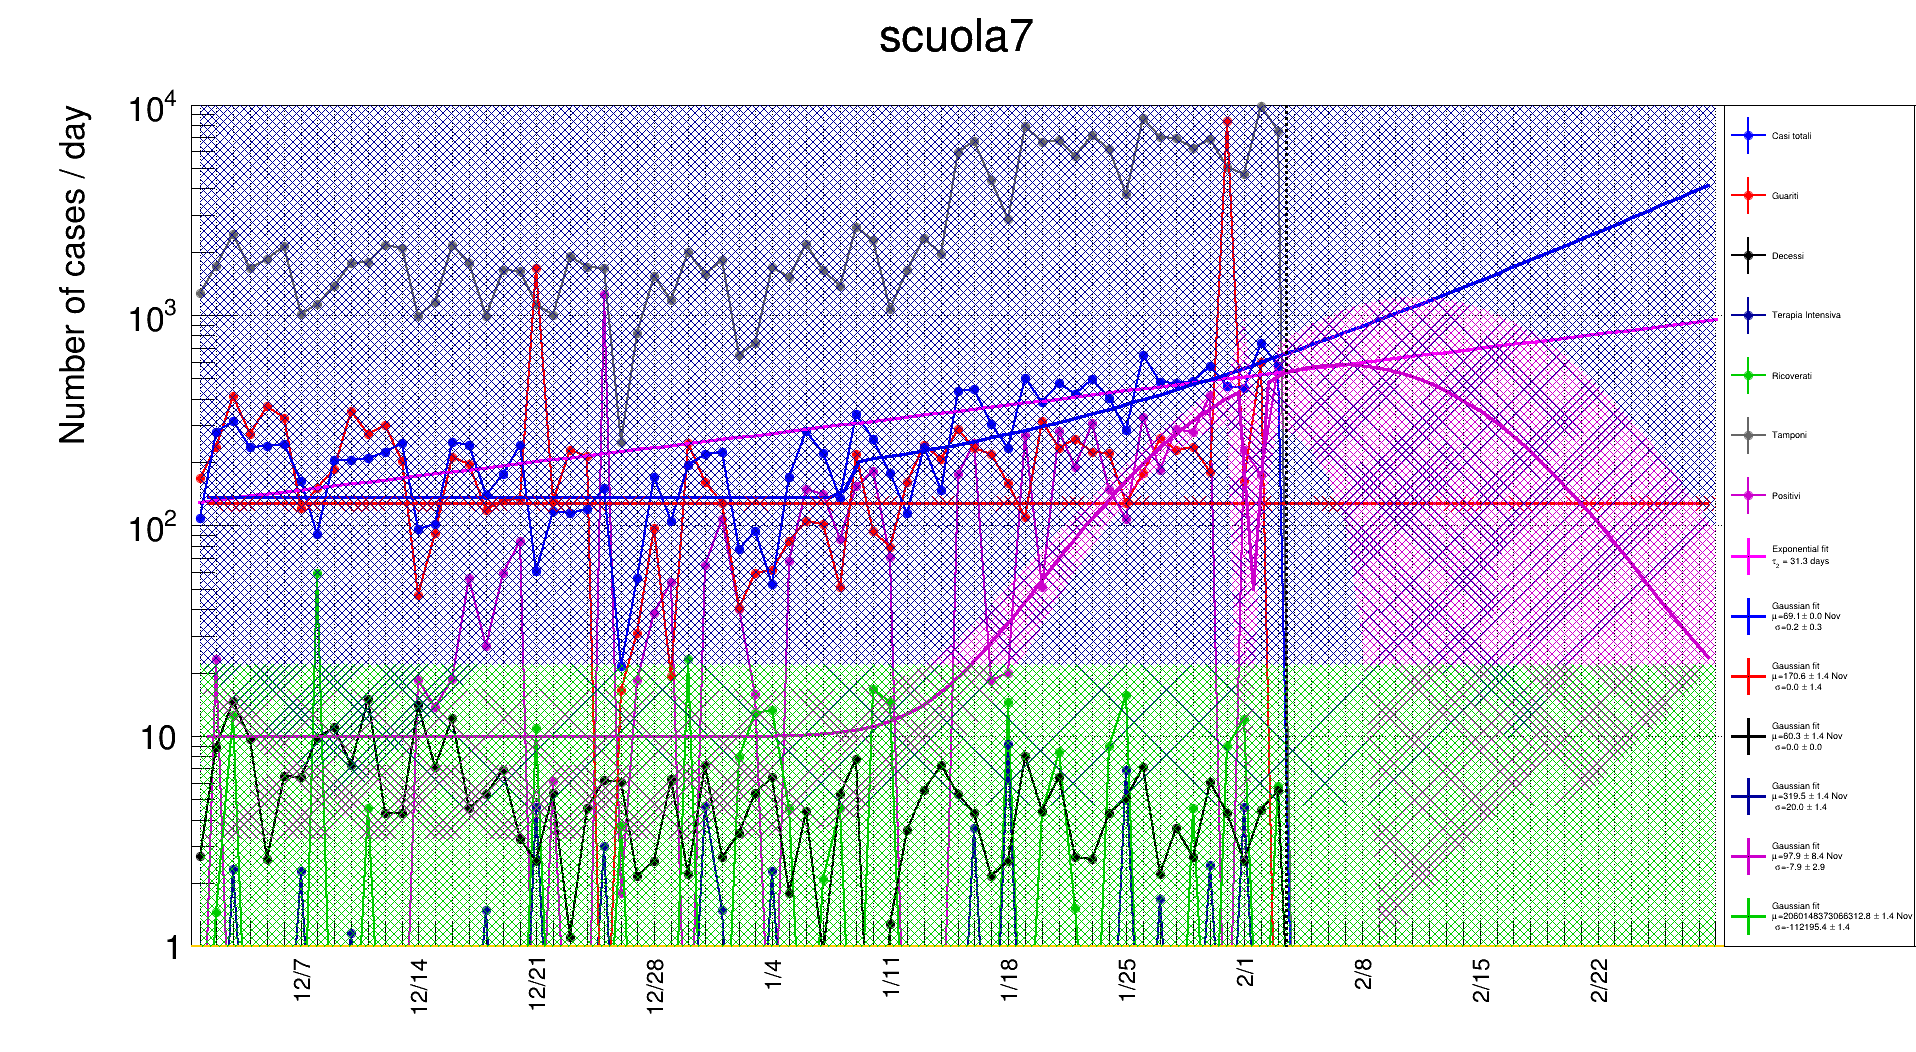 scuola7
Number of cases / day
10^4
10^3
10^2
10
1
12/7
12/14
12/21
12/28
1/4
1/11
1/18
1/25
2/1
2/8
2/15
2/22
Casi totali
Guariti
Decessi
Terapia Intensiva
Ricoverati
Tamponi
Positivi
Exponential fit
τ_2 = 31.3 days
Gaussian fit
μ=69.1 ± 0.0 Nov
σ=0.2 ± 0.3
Gaussian fit
μ=170.6 ± 1.4 Nov
σ=0.0 ± 1.4
Gaussian fit
μ=60.3 ± 1.4 Nov
σ=0.0 ± 0.0
Gaussian fit
μ=319.5 ± 1.4 Nov
σ=20.0 ± 1.4
Gaussian fit
μ=97.9 ± 8.4 Nov
σ=-7.9 ± 2.9
Gaussian fit
μ=2060148373066312.8 ± 1.4 Nov
σ=-112195.4 ± 1.4